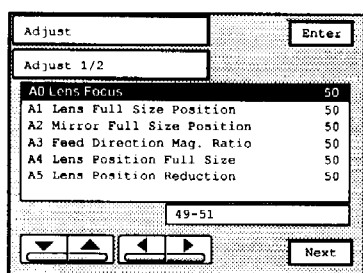 Adjust
Enter
Adjust 1/2
A0 Lens Focus 50
A1 Lens Full Size Position 50
A2 Mirror Full Size Position 50
A3 Feed Direction Mag. Ratio 50
A4 Lens Position Full Size 50
A5 Lens Position Reduction 50
49-51
Next